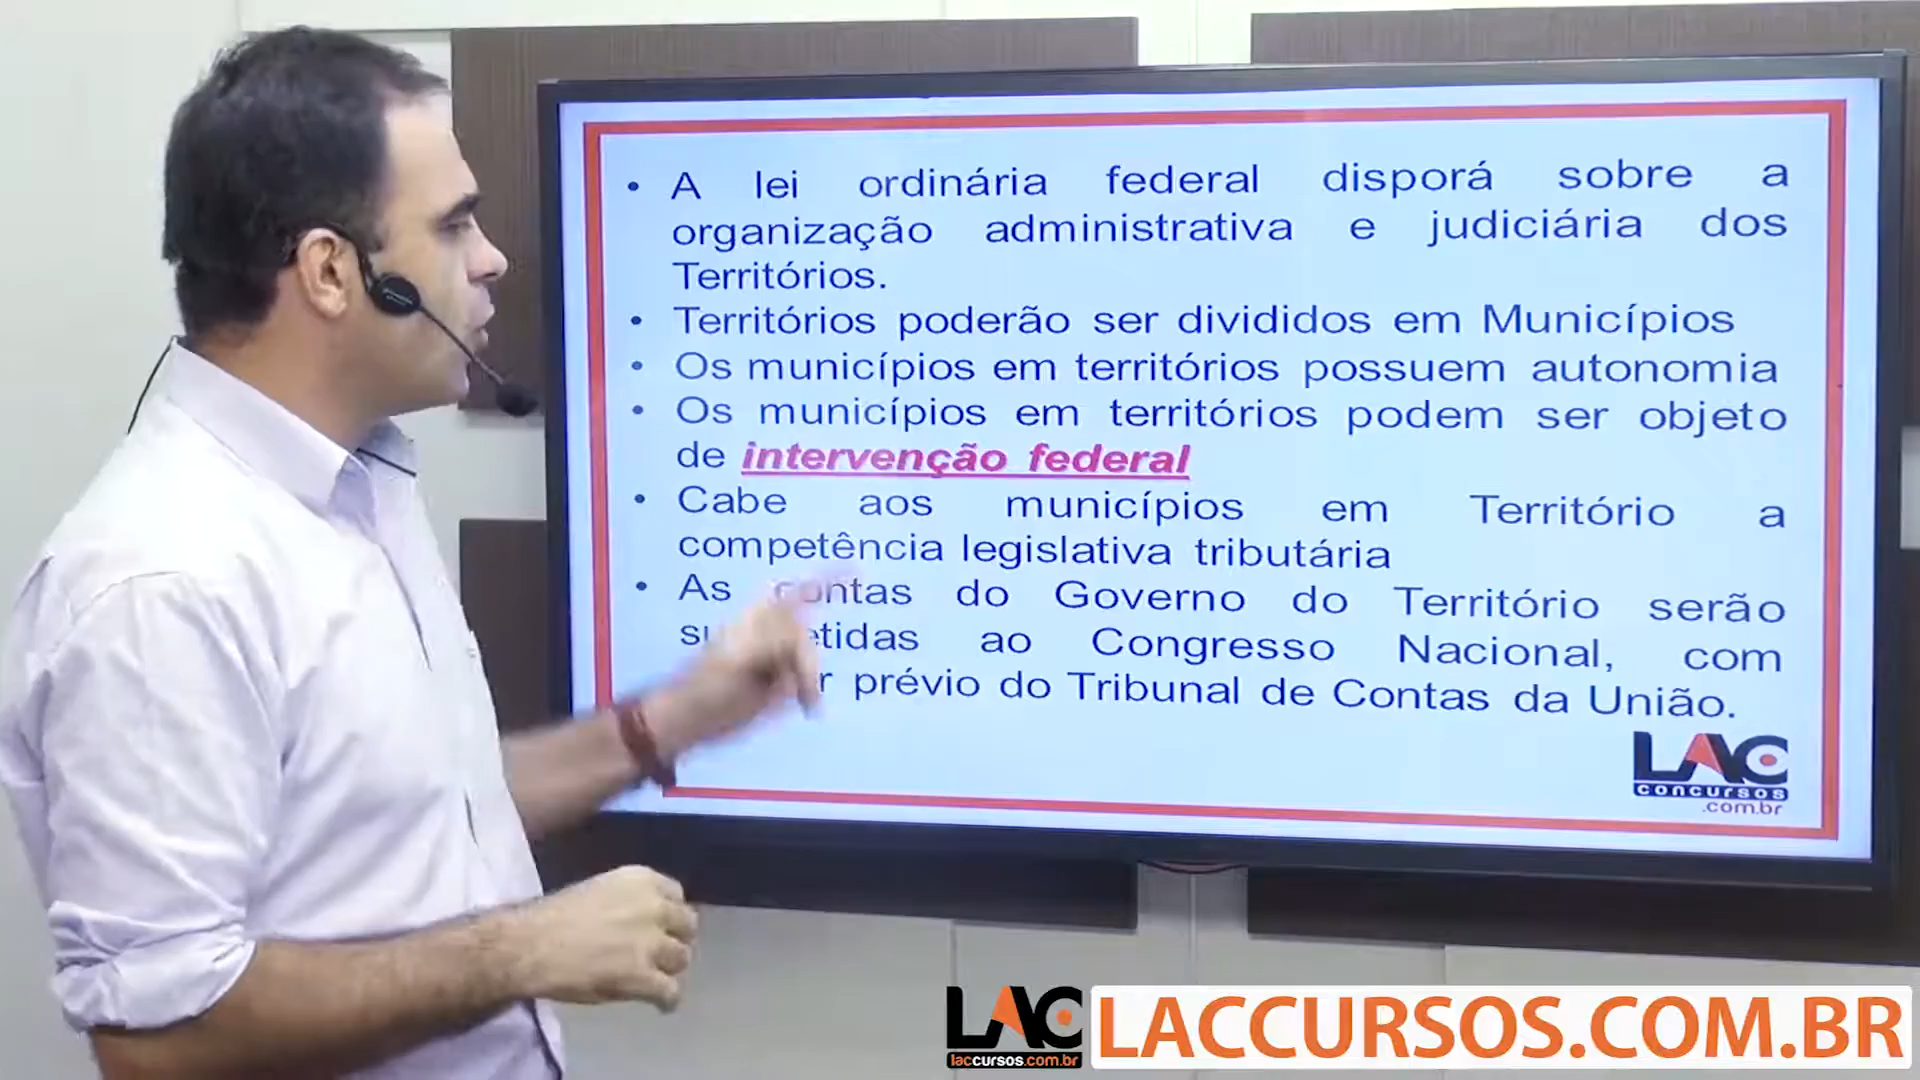 • A lei ordinária federal disporá sobre a
organização administrativa e judiciária dos
Territórios.
• Territórios poderão ser divididos em Municípios
• Os municípios em territórios possuem autonomia
• Os municípios em territórios podem ser objeto
de intervenção federal
• Cabe aos municípios em Território a
competência legislativa tributária
• As contas do Governo do Território serão
ao Congresso Nacional, com
prévio do Tribunal de Contas da União.
LAC
concursos
.com.br
LAC
laccursos.com.br
LACCURSOS.COM.BR